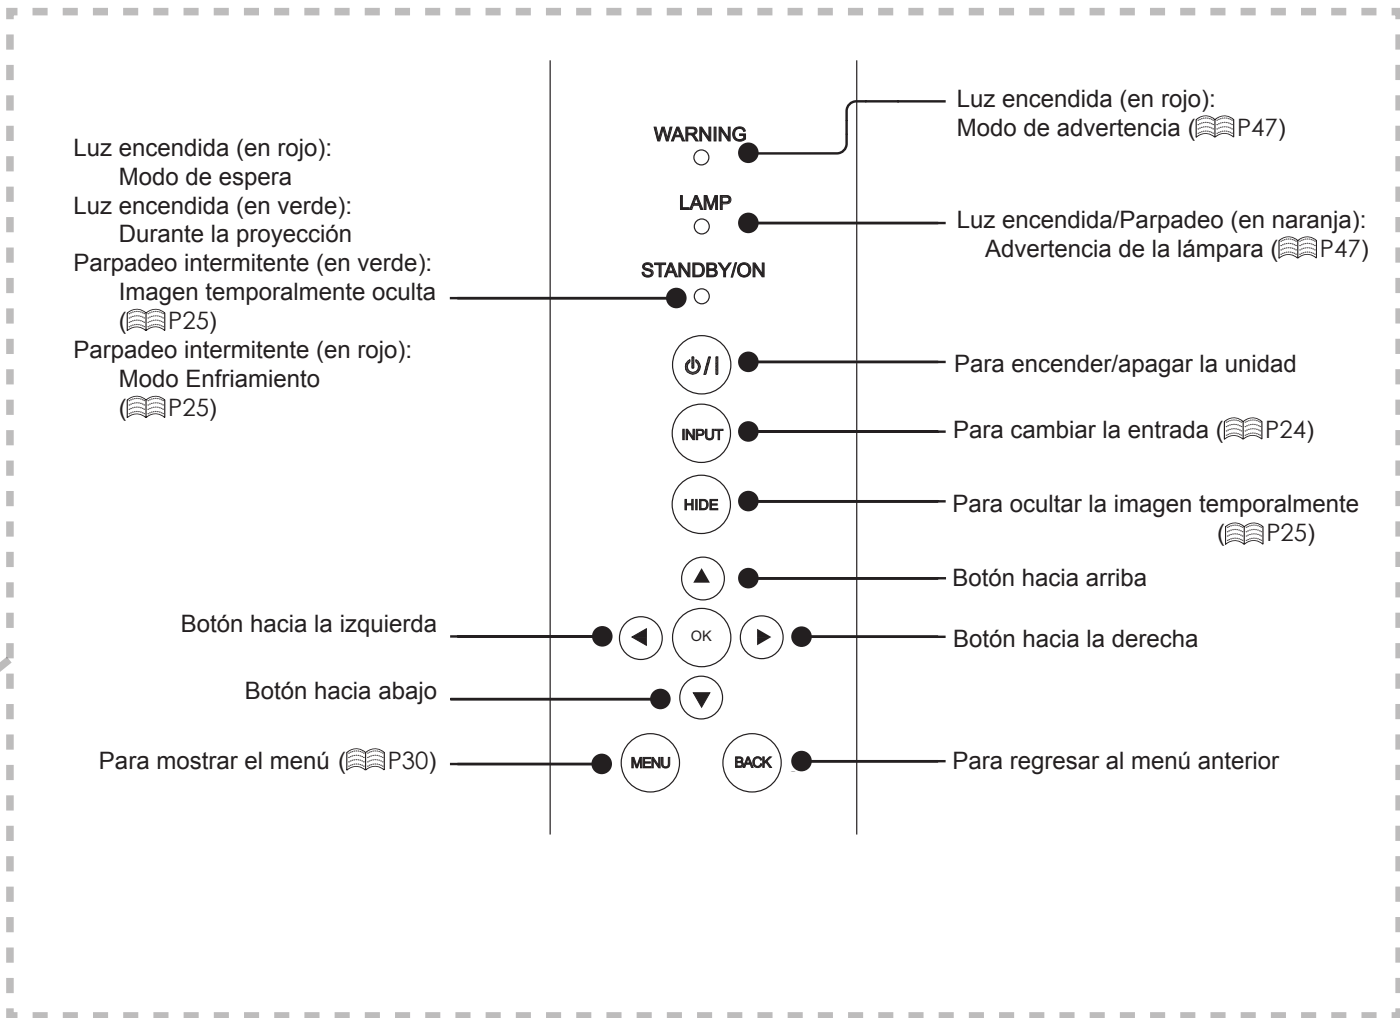 Luz encendida (en rojo):
Modo de espera
Luz encendida (en verde):
Durante la proyección
Parpadeo intermitente (en verde):
Imagen temporalmente oculta
(P25)
Parpadeo intermitente (en rojo):
Modo Enfriamiento
(P25)
Botón hacia la izquierda
Botón hacia abajo
Para mostrar el menú (P30)
WARNING
LAMP
STANDBY/ON
⏻/|
INPUT
HIDE
OK
MENU
BACK
Luz encendida (en rojo):
Modo de advertencia (P47)
Luz encendida/Parpadeo (en naranja):
Advertencia de la lámpara (P47)
Para encender/apagar la unidad
Para cambiar la entrada (P24)
Para ocultar la imagen temporalmente
(P25)
Botón hacia arriba
Botón hacia la derecha
Para regresar al menú anterior